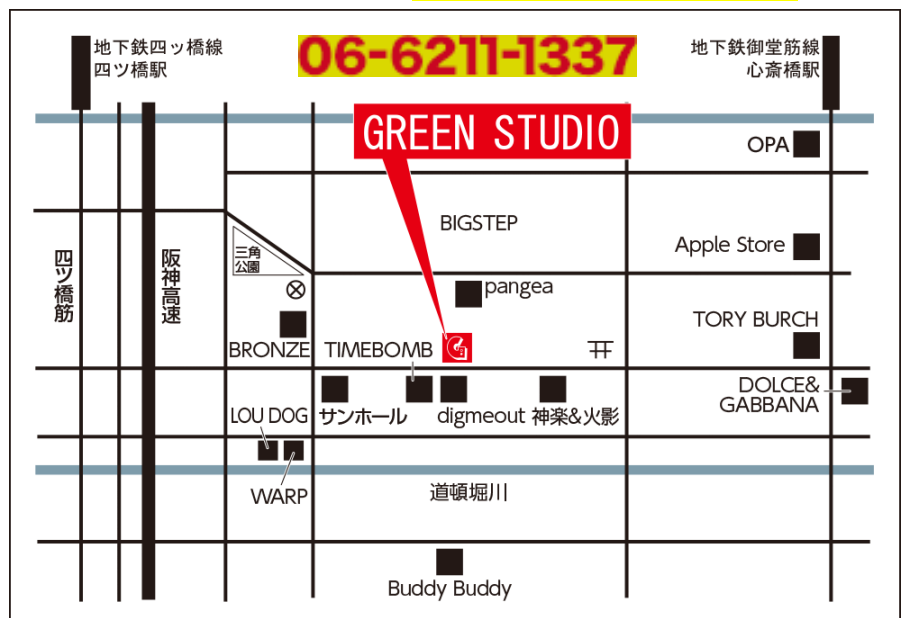 地下鉄四ッ橋線
四ツ橋駅
06-6211-1337
地下鉄御堂筋線
心斎橋駅
GREEN STUDIO
OPA
BIGSTEP
Apple Store
三角
公園
四ツ橋筋
阪神高速
pangea
TORY BURCH
BRONZE
TIMEBOMB
DOLCE&
GABBANA
LOU DOG
サンホール
digmeout
神楽&火影
WARP
道頓堀川
Buddy Buddy